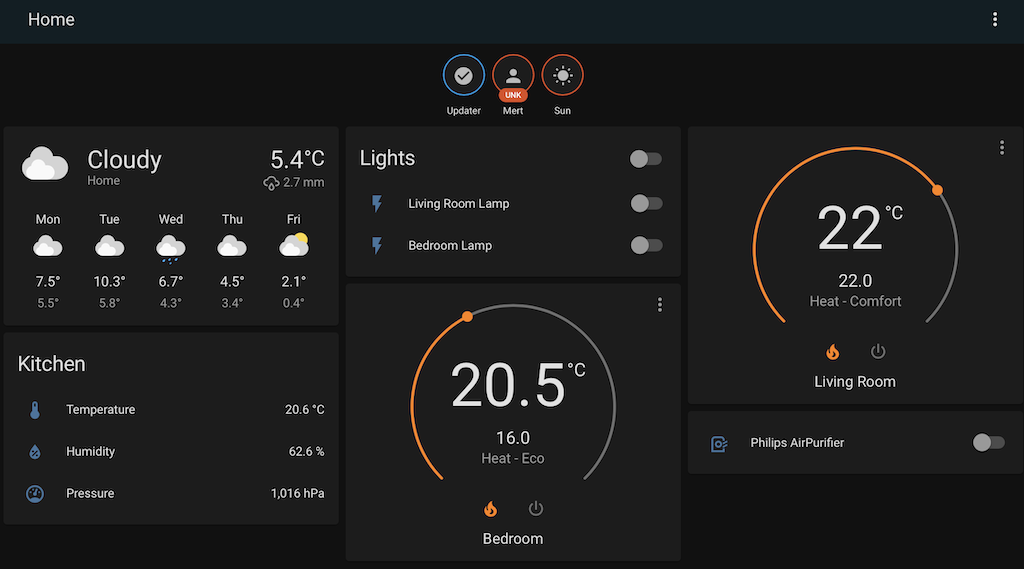 Home
UNK
Updater Mert Sun
Cloudy 5.4°C
Home 2.7 mm
Mon Tue Wed Thu Fri
7.5° 10.3° 6.7° 4.5° 2.1°
5.5° 5.8° 4.3° 3.4° 0.4°
Kitchen
Temperature 20.6 °C
Humidity 62.6 %
Pressure 1,016 hPa
Lights
Living Room Lamp
Bedroom Lamp
20.5 °C
16.0
Heat - Eco
Bedroom
22 °C
22.0
Heat - Comfort
Living Room
Philips AirPurifier